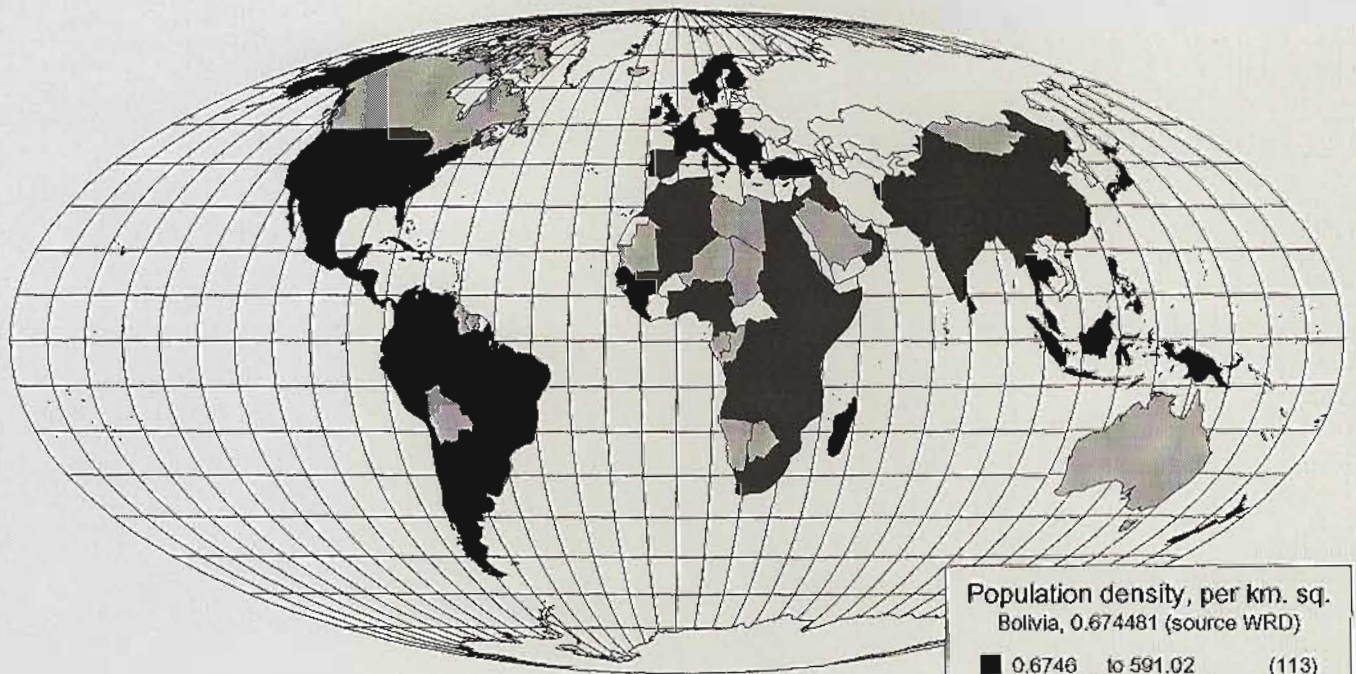 Population density, per km. sq.
Bolivia, 0.674481 (source WRD)
0.6746 to 591.02 (113)